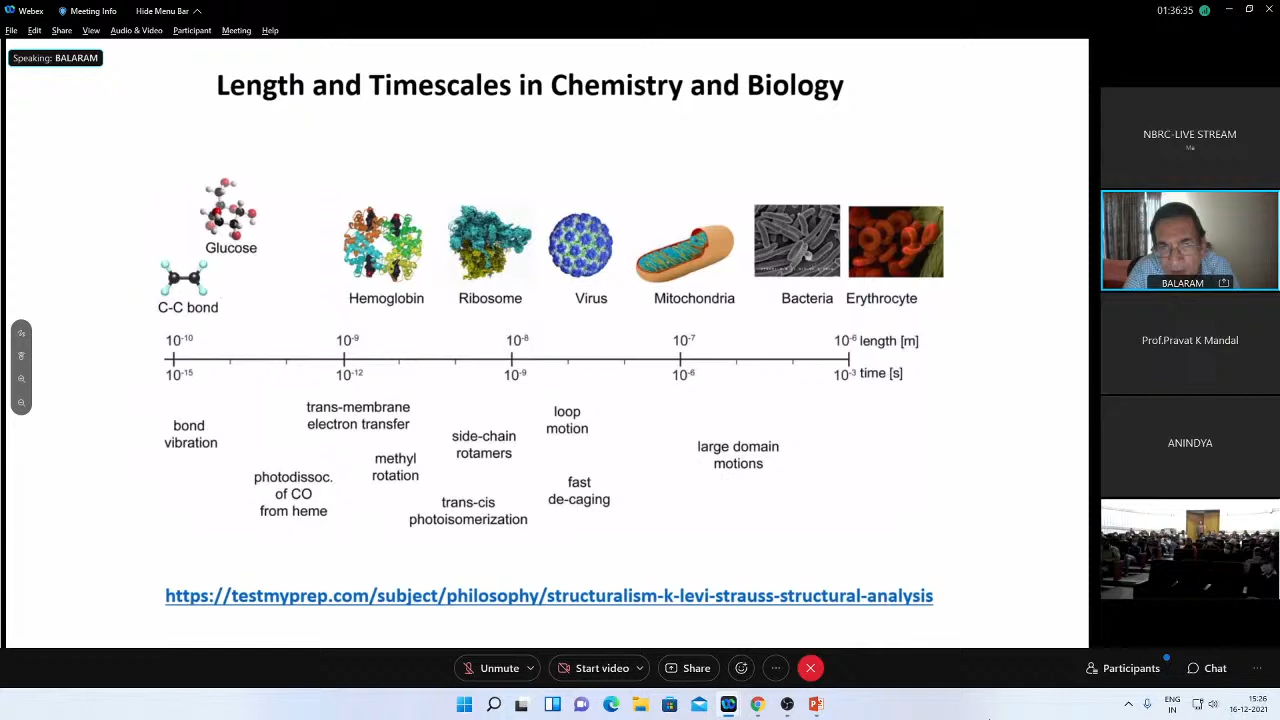 Webex
Meeting Info
Hide Menu Bar
01:36:35
File Edit Share View Audio & Video Participant Meeting Help
Speaking: BALARAM
Length and Timescales in Chemistry and Biology
Glucose
C-C bond
Hemoglobin
Ribosome
Virus
Mitochondria
Bacteria
Erythrocyte
10⁻¹⁰ 10⁻⁹ 10⁻⁸ 10⁻⁷ 10⁻⁶ length [m]
10⁻¹⁵ 10⁻¹² 10⁻⁹ 10⁻⁶ 10⁻³ time [s]
bond
vibration
trans-membrane
electron transfer
photodissoc.
of CO
from heme
methyl
rotation
side-chain
rotamers
trans-cis
photoisomerization
loop
motion
fast
de-caging
large domain
motions
https://testmyprep.com/subject/philosophy/structuralism-k-levi-strauss-structural-analysis
NBRC-LIVE STREAM
Me
BALARAM
Prof.Pravat K Mandal
ANINDYA
Unmute
Start video
Share
Participants
Chat
ENG
IN
15:26
16-12-2021